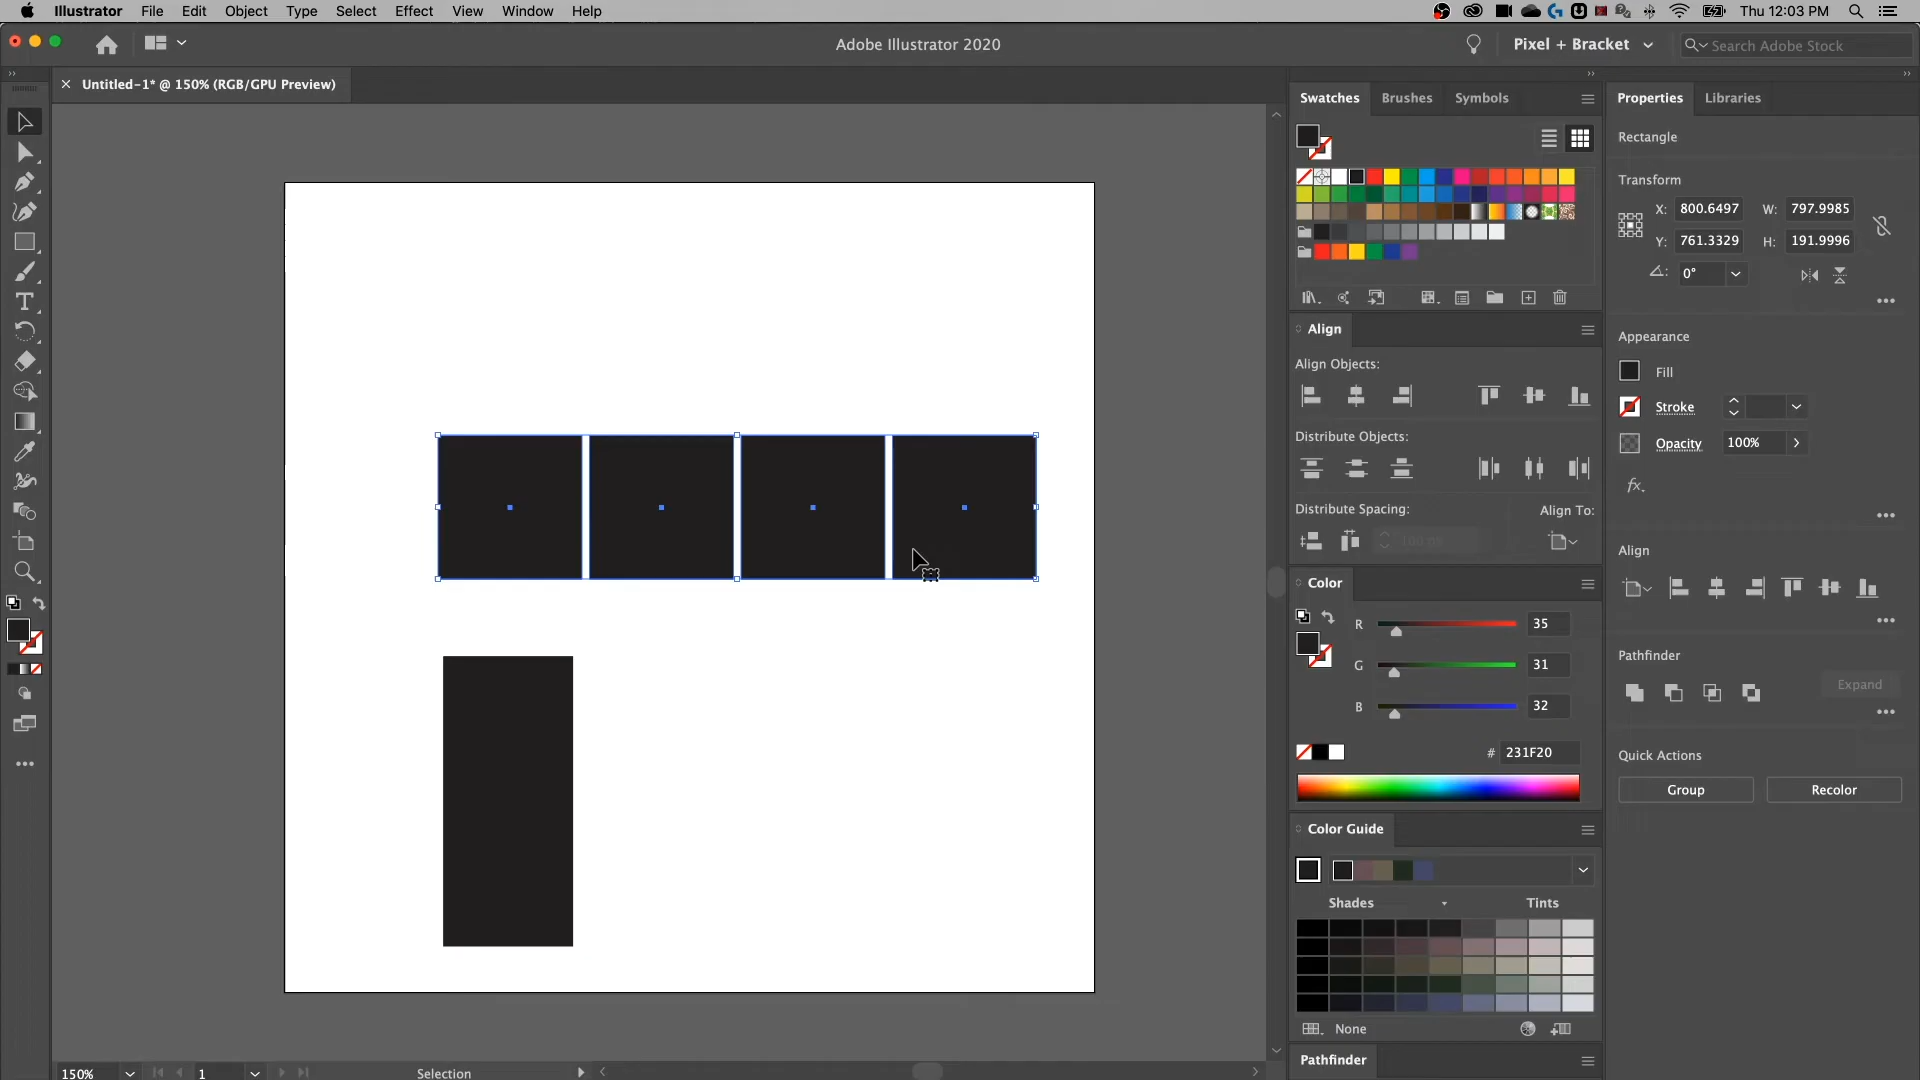 Illustrator File Edit Object Type Select Effect View Window Help Thu 12:03 PM
Adobe Illustrator 2020 Pixel + Bracket Search Adobe Stock
Untitled-1* @ 150% (RGB/GPU Preview)
Swatches Brushes Symbols
Properties Libraries
Rectangle
Transform
X: 800.6497 W: 797.9985
Y: 761.3329 H: 191.9996
0°
Align
Align Objects:
Distribute Objects:
Distribute Spacing: Align To:
100 px
Appearance
Fill
Stroke
Opacity 100%
fx.
Align
Color
R 35
G 31
B 32
# 231F20
Pathfinder
Expand
Quick Actions
Group Recolor
Color Guide
Shades Tints
None
Pathfinder
150% 1 Selection